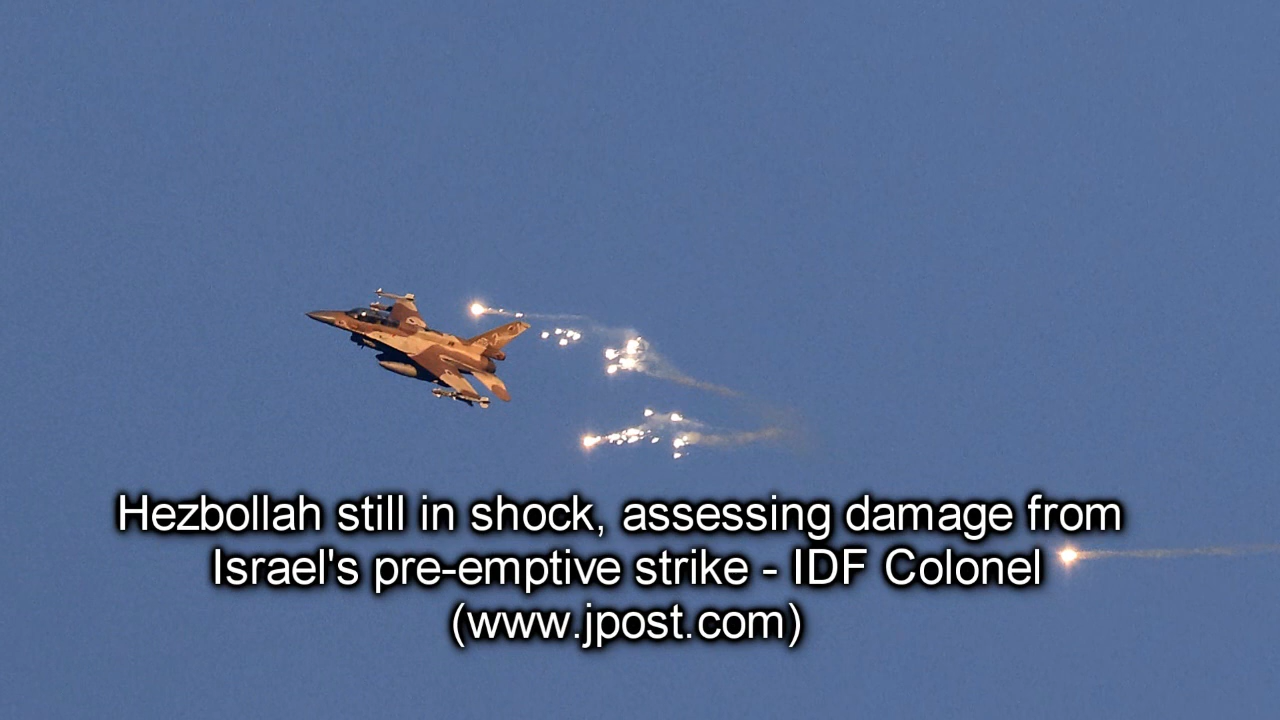 Hezbollah still in shock, assessing damage from
Israel's pre-emptive strike - IDF Colonel
(www.jpost.com)